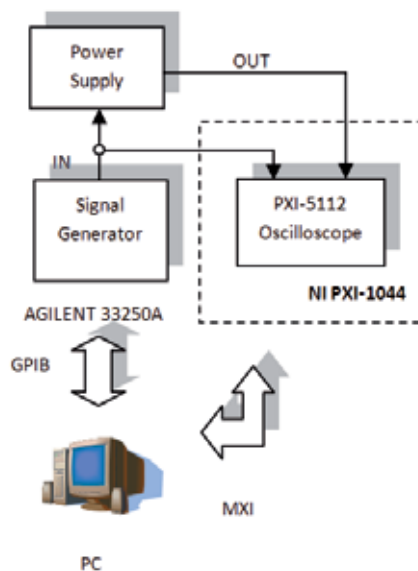 Power
Supply
OUT
IN
Signal
Generator
PXI-5112
Oscilloscope
NI PXI-1044
AGILENT 33250A
GPIB
MXI
PC